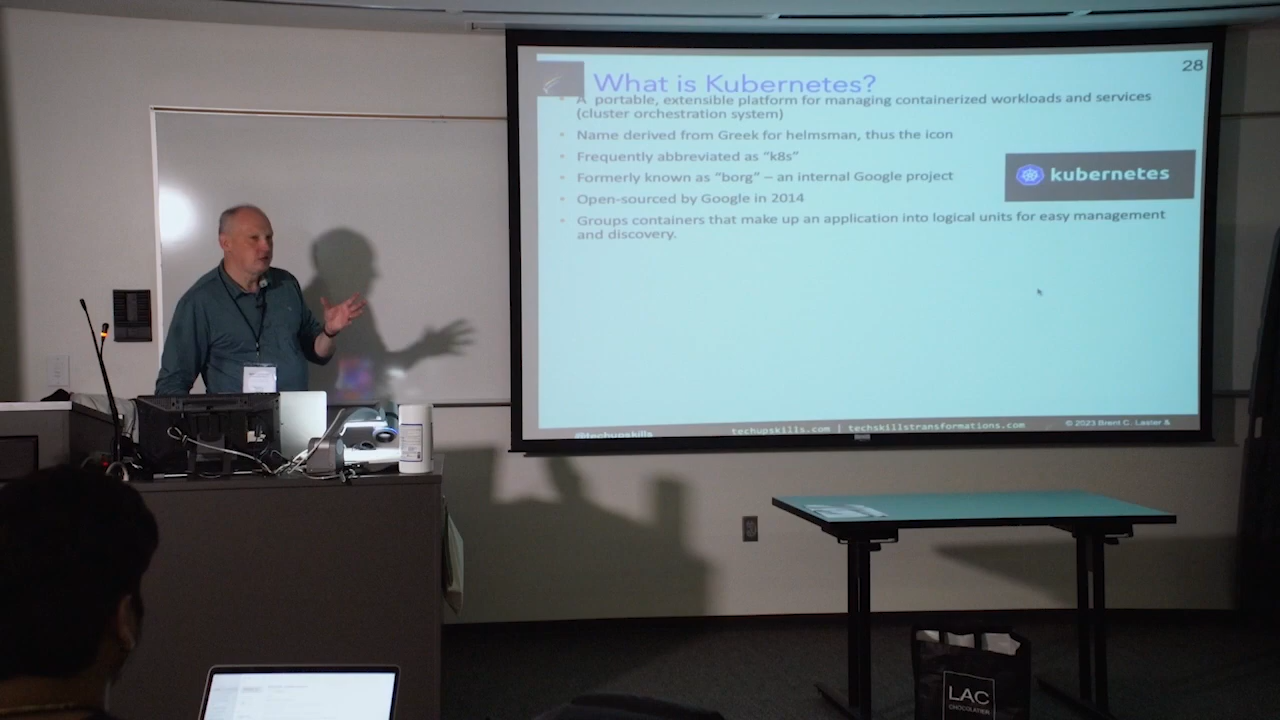 28
What is Kubernetes?
• A portable, extensible platform for managing containerized workloads and services
(cluster orchestration system)
• Name derived from Greek for helmsman, thus the icon
• Frequently abbreviated as “k8s”
• Formerly known as “borg” – an internal Google project
• Open-sourced by Google in 2014
• Groups containers that make up an application into logical units for easy management
and discovery.
kubernetes
@techupskills
techupskills.com | techskillstransformations.com
© 2023 Brent C. Laster &
LAC
CHOCOLATIER